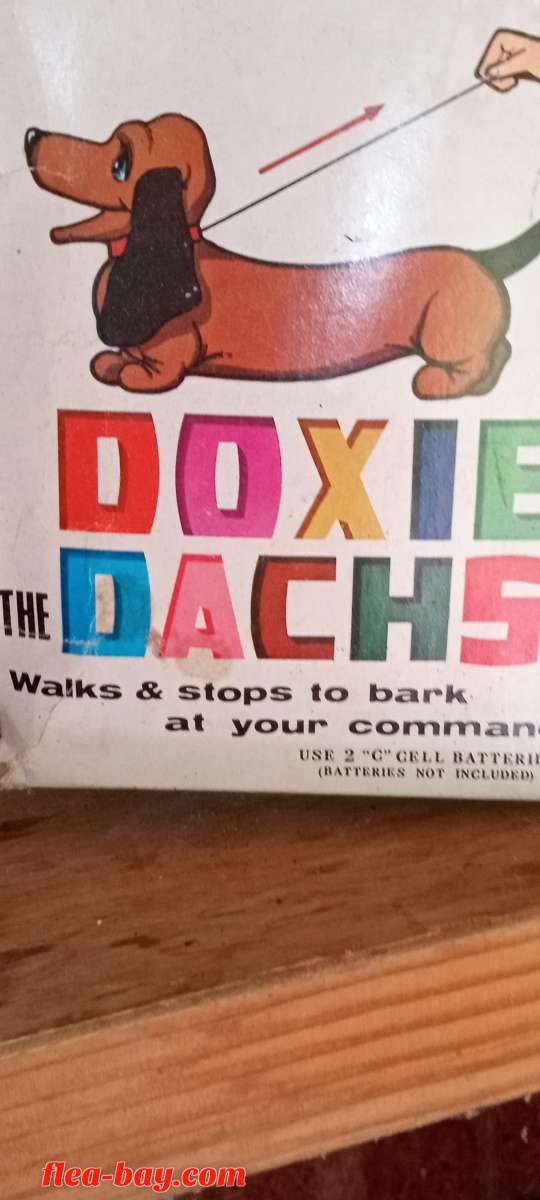 DOXIE
THE DACHS
Walks & stops to bark
at your comman
USE 2 "C" CELL BATTERIE
(BATTERIES NOT INCLUDED)
flea-bay.com